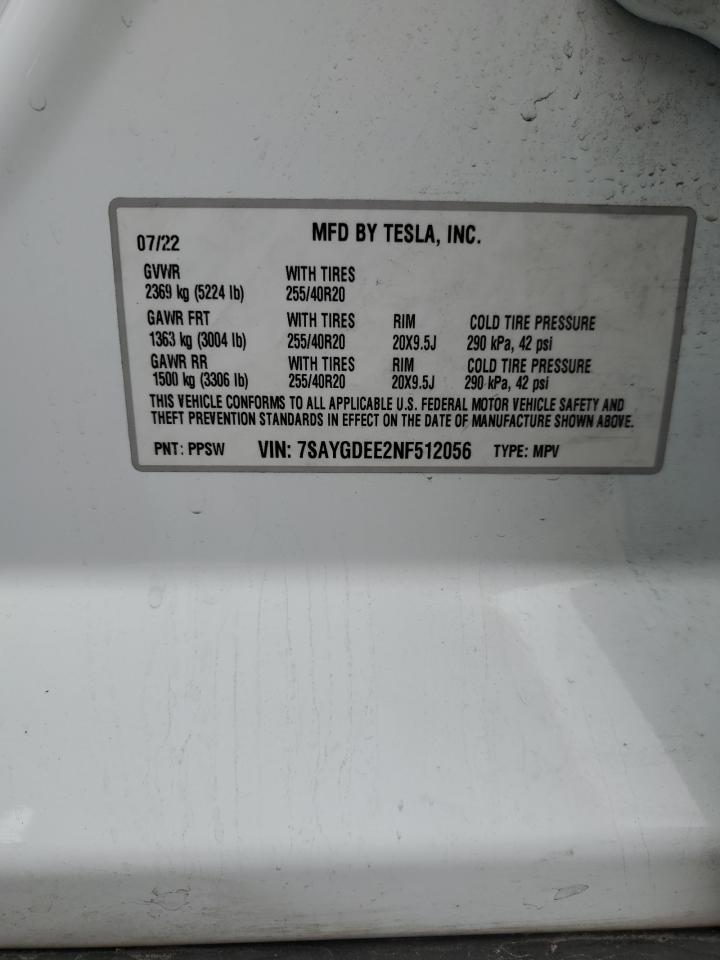 07/22 MFD BY TESLA, INC.
GVWR WITH TIRES
2369 kg (5224 lb) 255/40R20
GAWR FRT WITH TIRES RIM COLD TIRE PRESSURE
1363 kg (3004 lb) 255/40R20 20X9.5J 290 kPa, 42 psi
GAWR RR WITH TIRES RIM COLD TIRE PRESSURE
1500 kg (3306 lb) 255/40R20 20X9.5J 290 kPa, 42 psi
THIS VEHICLE CONFORMS TO ALL APPLICABLE U.S. FEDERAL MOTOR VEHICLE SAFETY AND
THEFT PREVENTION STANDARDS IN EFFECT ON THE DATE OF MANUFACTURE SHOWN ABOVE.
PNT: PPSW VIN: 7SAYGDEE2NF512056 TYPE: MPV